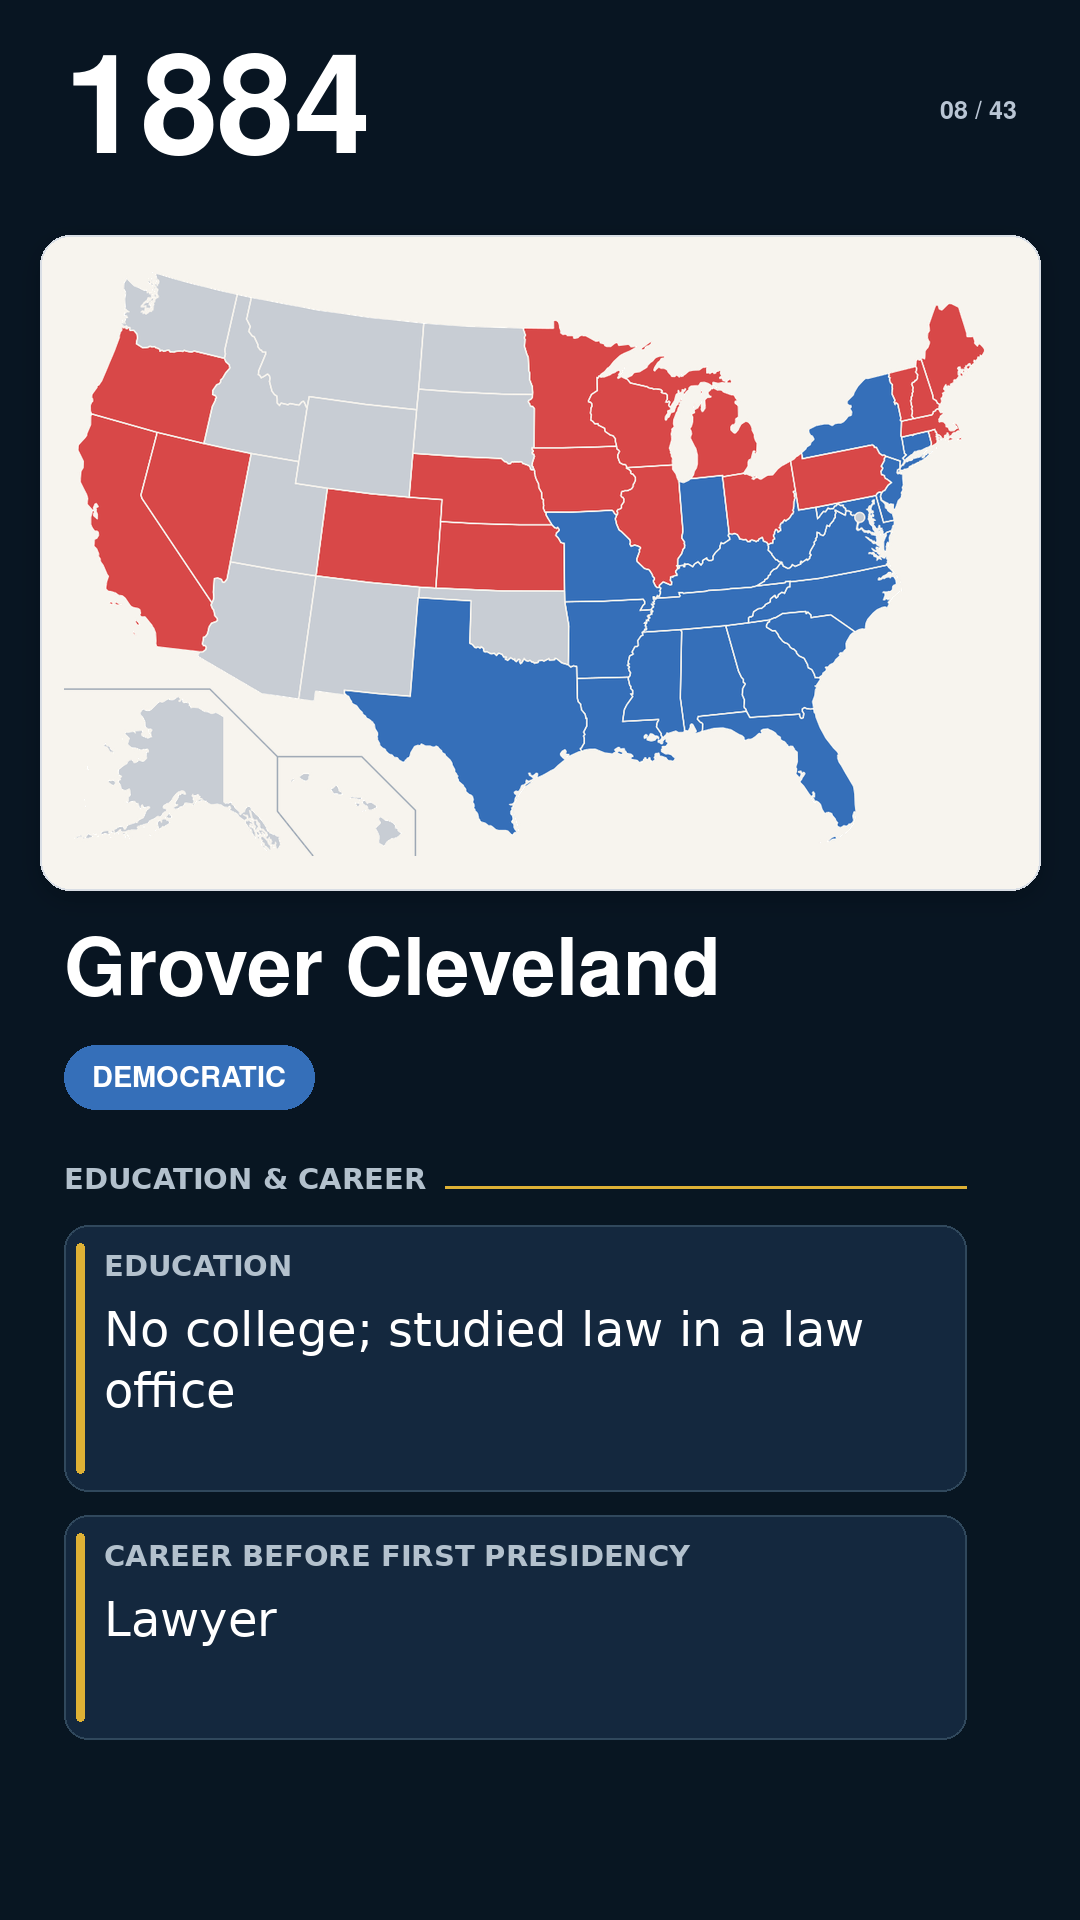 1884
08 / 43
Grover Cleveland
DEMOCRATIC
EDUCATION & CAREER
EDUCATION
No college; studied law in a law
office
CAREER BEFORE FIRST PRESIDENCY
Lawyer